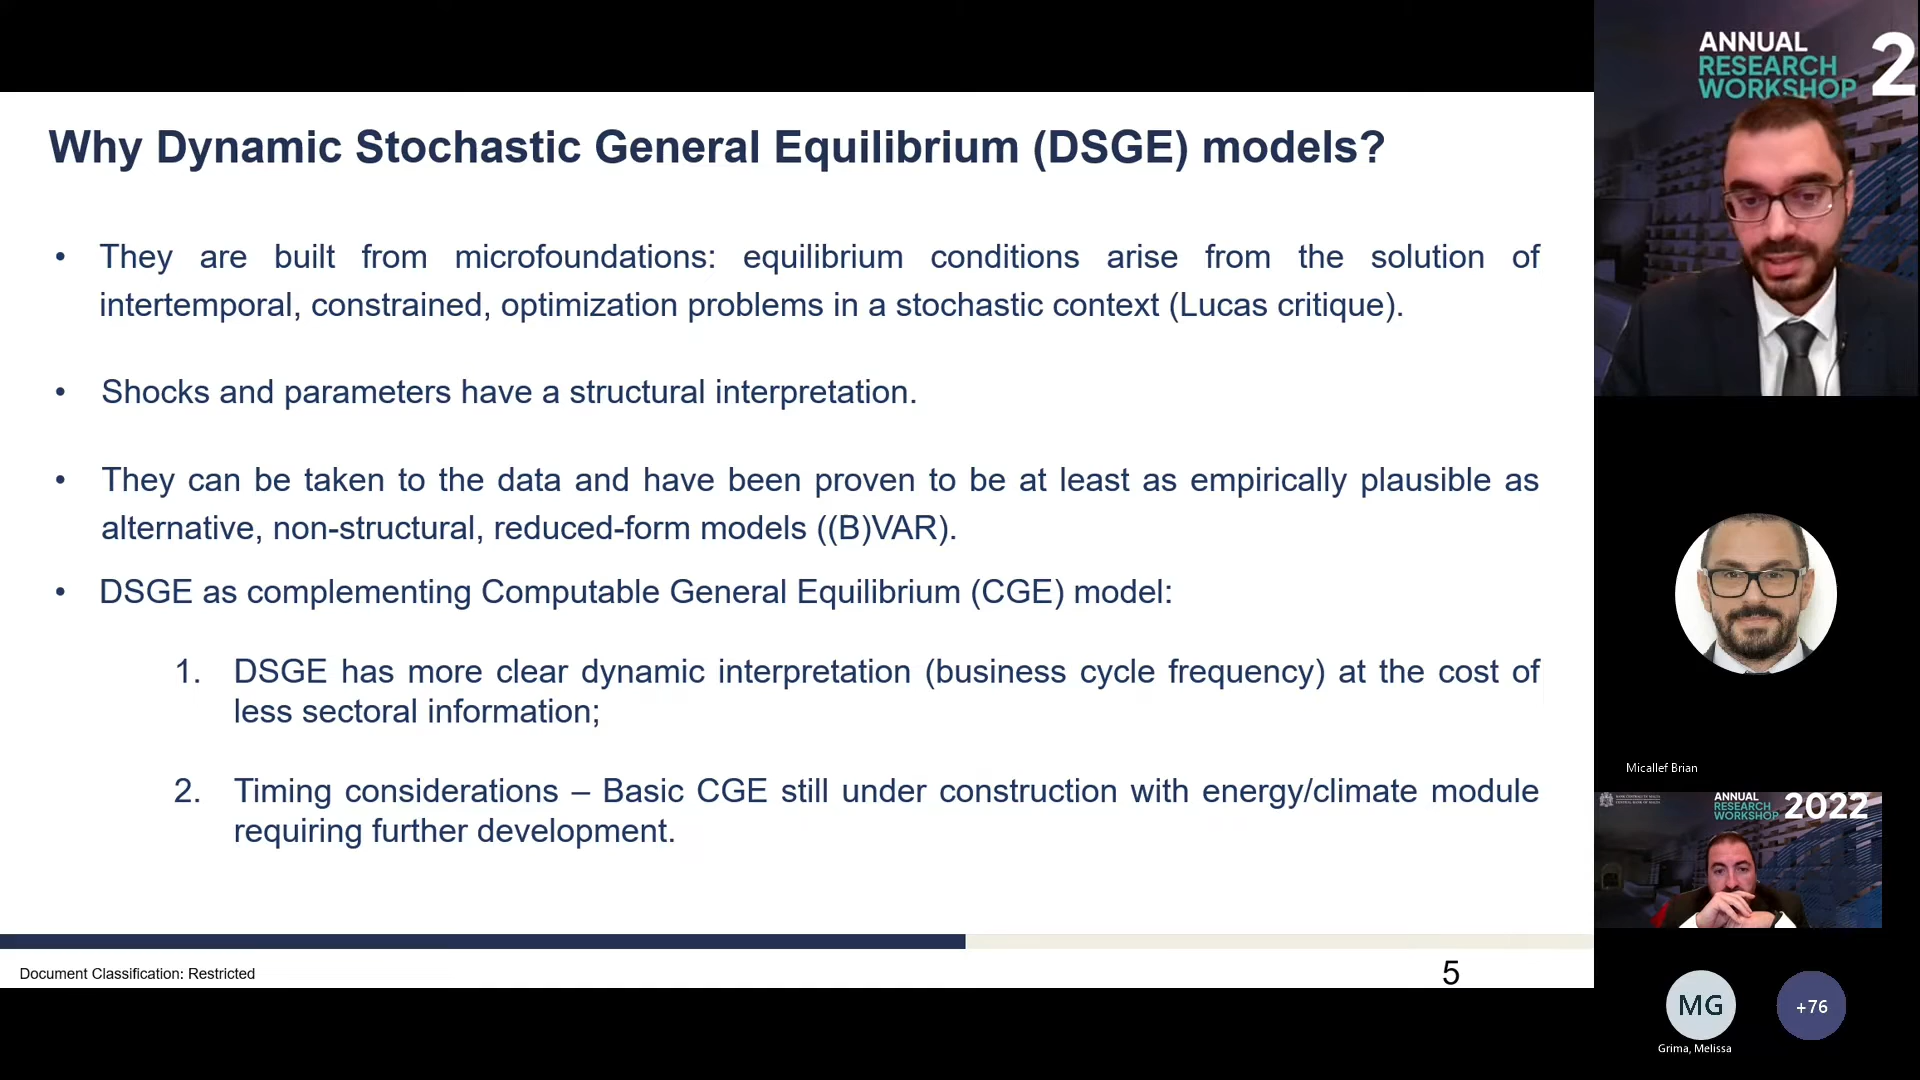 Why Dynamic Stochastic General Equilibrium (DSGE) models?
• They are built from microfoundations: equilibrium conditions arise from the solution of
intertemporal, constrained, optimization problems in a stochastic context (Lucas critique).
• Shocks and parameters have a structural interpretation.
• They can be taken to the data and have been proven to be at least as empirically plausible as
alternative, non-structural, reduced-form models ((B)VAR).
• DSGE as complementing Computable General Equilibrium (CGE) model:
1. DSGE has more clear dynamic interpretation (business cycle frequency) at the cost of
less sectoral information;
2. Timing considerations – Basic CGE still under construction with energy/climate module
requiring further development.
Document Classification: Restricted
5
ANNUAL
RESEARCH
WORKSHOP
2
Micallef Brian
ANNUAL
RESEARCH
WORKSHOP
2022
MG
+76
Grima, Melissa